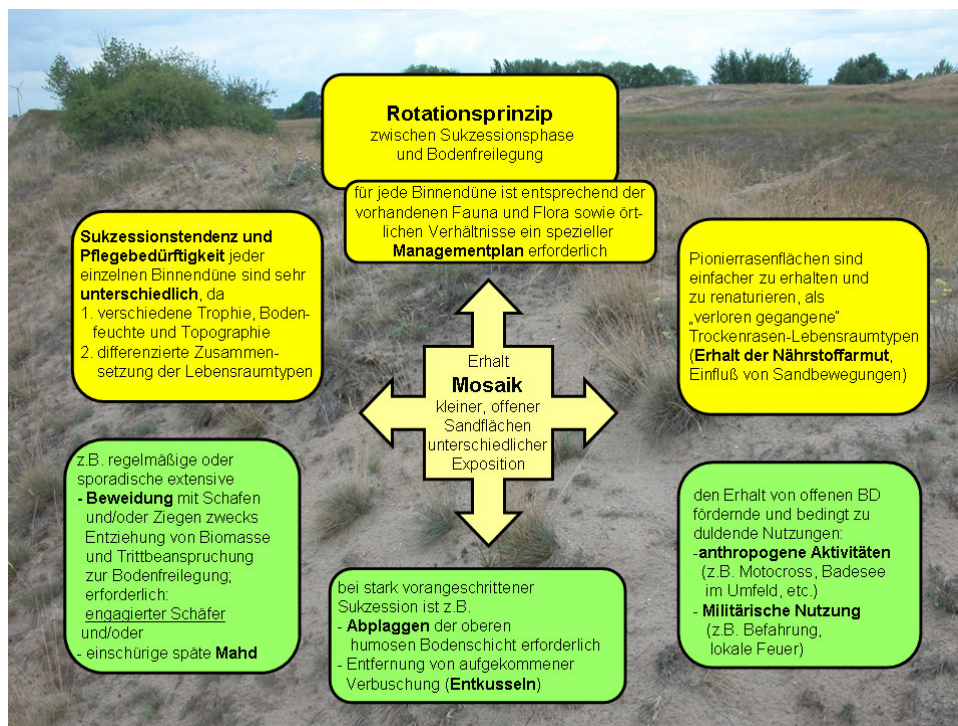 Rotationsprinzip
zwischen Sukzessionsphase
und Bodenfreilegung
für jede Binnendüne ist entsprechend der
vorhandenen Fauna und Flora sowie ört-
lichen Verhältnisse ein spezieller
Managementplan erforderlich
Sukzessionstendenz und
Pflegebedürftigkeit jeder
einzelnen Binnendüne sind sehr
unterschiedlich, da
1. verschiedene Trophie, Boden-
feuchte und Topographie
2. differenzierte Zusammen-
setzung der Lebensraumtypen
Pionierrasenflächen sind
einfacher zu erhalten und
zu renaturieren, als
„verloren gegangene"
Trockenrasen-Lebensraumtypen
(Erhalt der Nährstoffarmut,
Einfluß von Sandbewegungen)
Erhalt
Mosaik
kleiner, offener
Sandflächen
unterschiedlicher
Exposition
z.B. regelmäßige oder
sporadische extensive
- Beweidung mit Schafen
und/oder Ziegen zwecks
Entziehung von Biomasse
und Trittbeanspruchung
zur Bodenfreilegung;
erforderlich:
engagierter Schäfer
und/oder
- einschürige späte Mahd
bei stark vorangeschrittener
Sukzession ist z.B.
- Abplaggen der oberen
humosen Bodenschicht erforderlich
- Entfernung von aufgekommener
Verbuschung (Entkusseln)
den Erhalt von offenen BD
fördernde und bedingt zu
duldende Nutzungen:
-anthropogene Aktivitäten
(z.B. Motocross, Badesee
im Umfeld, etc.)
- Militärische Nutzung
(z.B. Befahrung,
lokale Feuer)